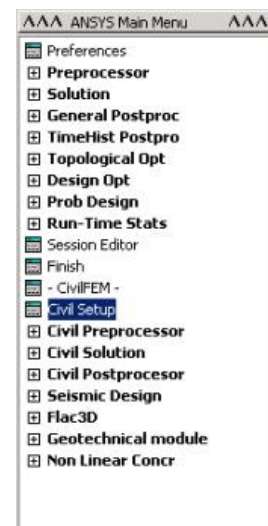 ΛΛΛ ANSYS Main Menu ΛΛΛ
Preferences
Preprocessor
Solution
General Postproc
TimeHist Postpro
Topological Opt
Design Opt
Prob Design
Run-Time Stats
Session Editor
Finish
- CivilFEM -
Civil Setup
Civil Preprocessor
Civil Solution
Civil Postprocesor
Seismic Design
Flac3D
Geotechnical module
Non Linear Concr